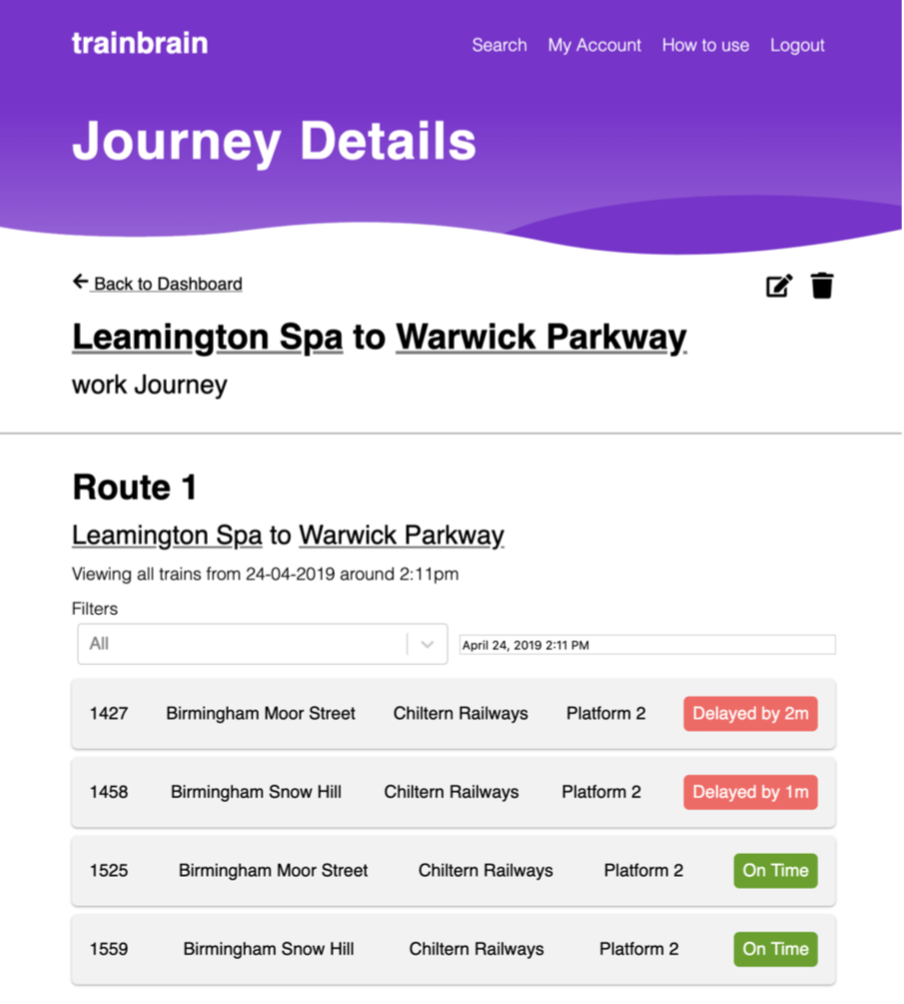 trainbrain Search My Account How to use Logout
Journey Details
Back to Dashboard
Leamington Spa to Warwick Parkway
work Journey
Route 1
Leamington Spa to Warwick Parkway
Viewing all trains from 24-04-2019 around 2:11pm
Filters
All April 24, 2019 2:11 PM
1427 Birmingham Moor Street Chiltern Railways Platform 2 Delayed by 2m
1458 Birmingham Snow Hill Chiltern Railways Platform 2 Delayed by 1m
1525 Birmingham Moor Street Chiltern Railways Platform 2 On Time
1559 Birmingham Snow Hill Chiltern Railways Platform 2 On Time